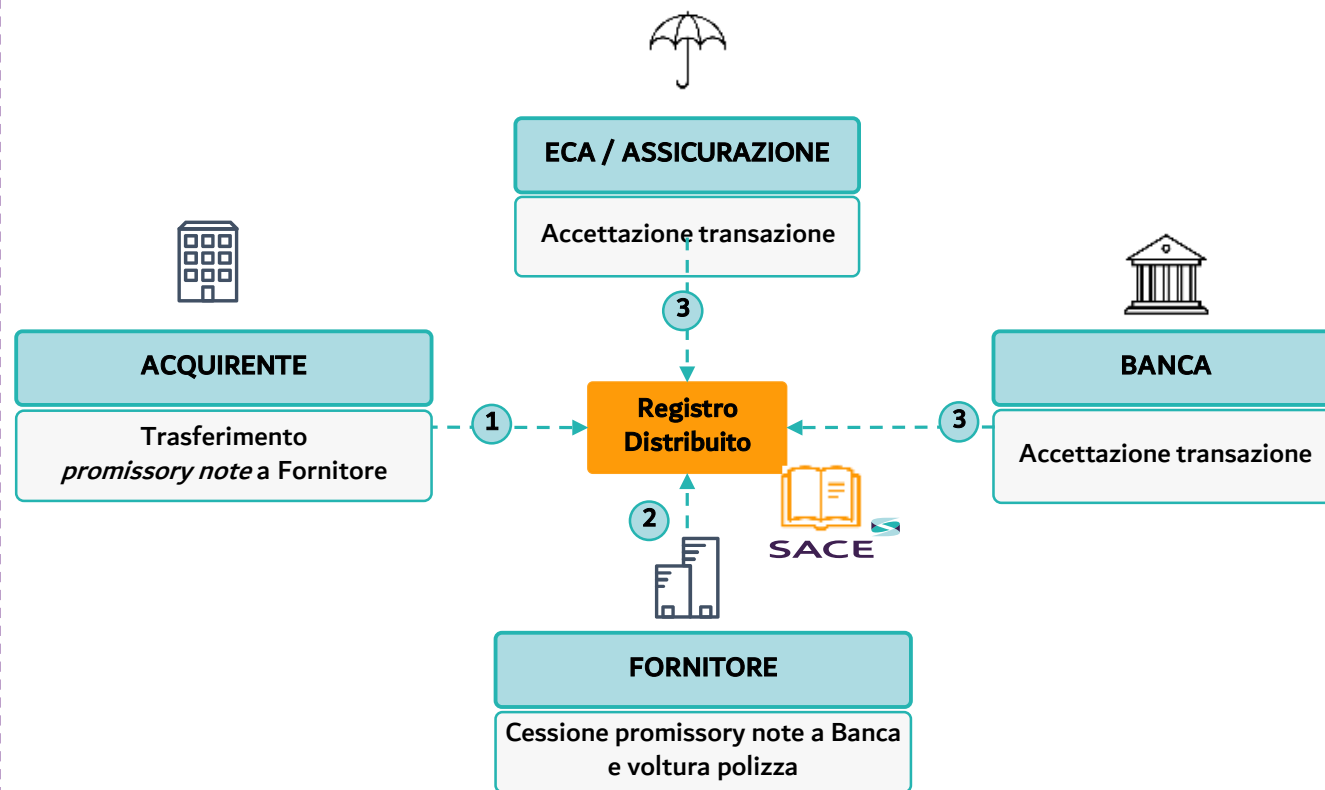 ECA / ASSICURAZIONE
Accettazione transazione
3
ACQUIRENTE
Trasferimento
promissory note a Fornitore
1
Registro
Distribuito
3
BANCA
Accettazione transazione
2
SACE
FORNITORE
Cessione promissory note a Banca
e voltura polizza